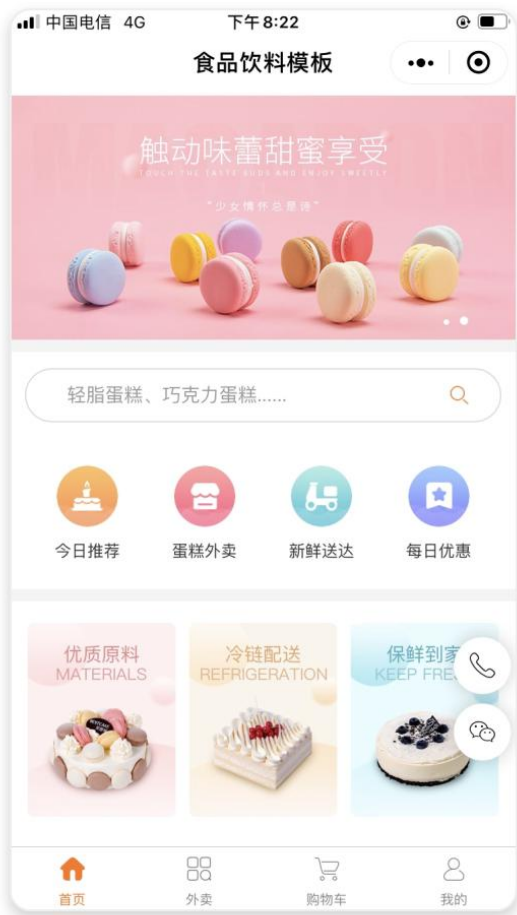 中国电信 4G 下午8:22
食品饮料模板
触动味蕾甜蜜享受
TOUCH THE TASTE BUDS AND ENJOY SWEETLY
"少女情怀总是诗"
轻脂蛋糕、巧克力蛋糕......
今日推荐 蛋糕外卖 新鲜送达 每日优惠
优质原料 冷链配送 保鲜到家
MATERIALS REFRIGERATION KEEP FRE
首页 外卖 购物车 我的